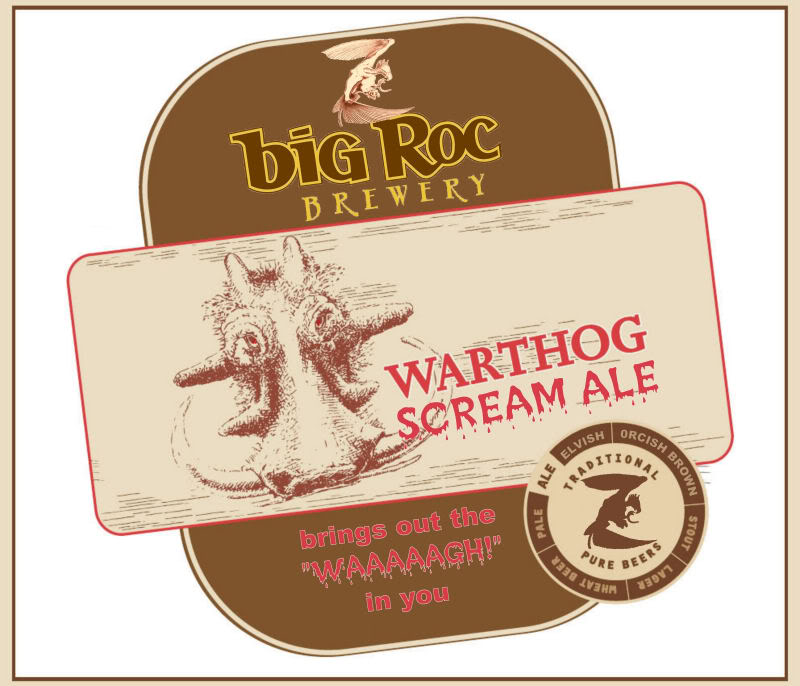 big Roc
BREWERY
WARTHOG
SCREAM ALE
brings out the
"WAAAAAGH!"
in you
PALE ALE
ELVISH
ORCISH BROWN
STOUT
LAGER
WHEAT BEER
TRADITIONAL
PURE BEERS